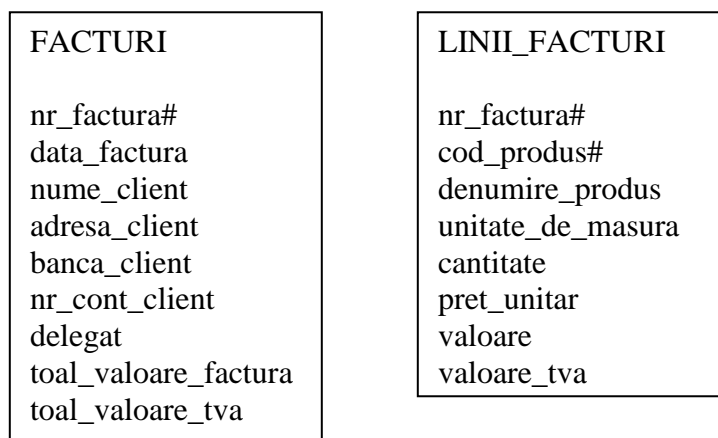 FACTURI
nr_factura#
data_factura
nume_client
adresa_client
banca_client
nr_cont_client
delegat
toal_valoare_factura
toal_valoare_tva
LINII_FACTURI
nr_factura#
cod_produs#
denumire_produs
unitate_de_masura
cantitate
pret_unitar
valoare
valoare_tva